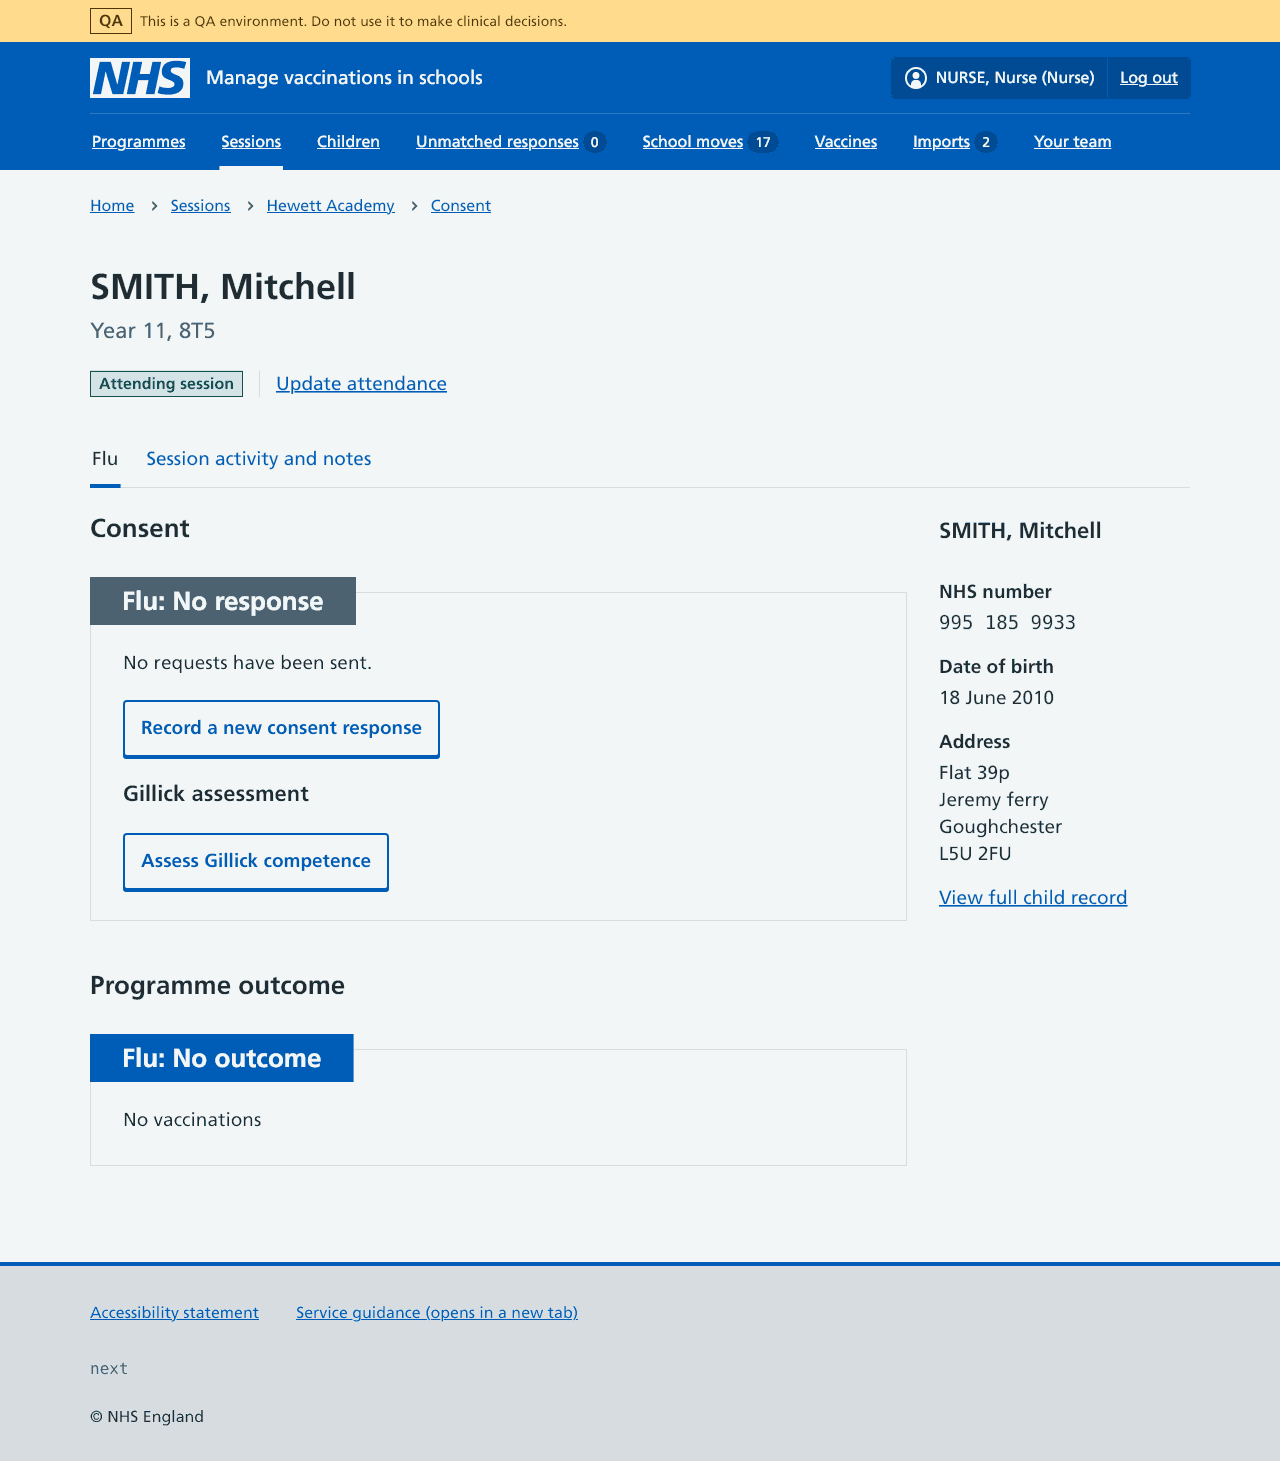 QA This is a QA environment. Do not use it to make clinical decisions.
NHS Manage vaccinations in schools NURSE, Nurse (Nurse) Log out
Programmes Sessions Children Unmatched responses 0 School moves 17 Vaccines Imports 2 Your team
Home Sessions Hewett Academy Consent
SMITH, Mitchell
Year 11, 8T5
Attending session Update attendance
Flu Session activity and notes
Consent
Flu: No response
No requests have been sent.
Record a new consent response
Gillick assessment
Assess Gillick competence
SMITH, Mitchell
NHS number
995 185 9933
Date of birth
18 June 2010
Address
Flat 39p
Jeremy ferry
Goughchester
L5U 2FU
View full child record
Programme outcome
Flu: No outcome
No vaccinations
Accessibility statement Service guidance (opens in a new tab)
next
© NHS England